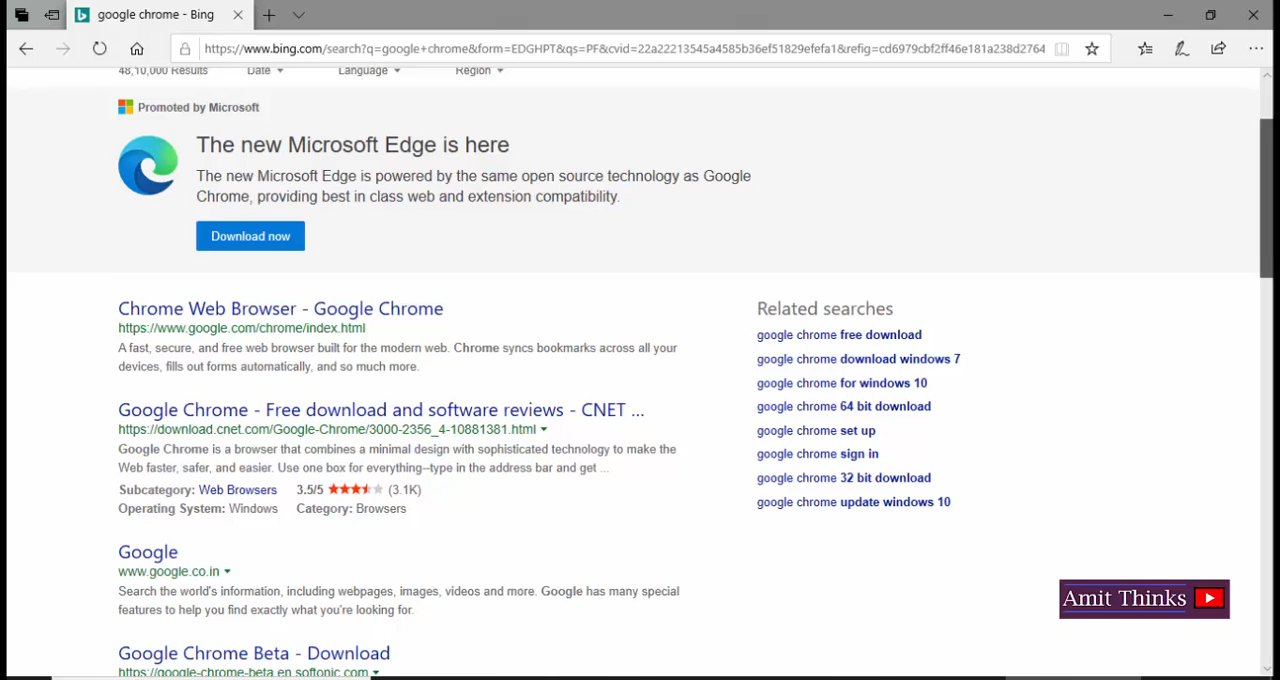 google chrome - Bing
https://www.bing.com/search?q=google+chrome&form=EDGHPT&qs=PF&cvid=22a22213545a4585b36ef51829efefa1&refig=cd6979cbf2ff46e181a238d2764
48,10,000 Results Date Language Region
Promoted by Microsoft
The new Microsoft Edge is here
The new Microsoft Edge is powered by the same open source technology as Google
Chrome, providing best in class web and extension compatibility.
Download now
Chrome Web Browser - Google Chrome
https://www.google.com/chrome/index.html
A fast, secure, and free web browser built for the modern web. Chrome syncs bookmarks across all your
devices, fills out forms automatically, and so much more.
Google Chrome - Free download and software reviews - CNET ...
https://download.cnet.com/Google-Chrome/3000-2356_4-10881381.html
Google Chrome is a browser that combines a minimal design with sophisticated technology to make the
Web faster, safer, and easier. Use one box for everything--type in the address bar and get ...
Subcategory: Web Browsers 3.5/5 (3.1K)
Operating System: Windows Category: Browsers
Google
www.google.co.in
Search the world's information, including webpages, images, videos and more. Google has many special
features to help you find exactly what you're looking for.
Google Chrome Beta - Download
https://google-chrome-beta.en.softonic.com
Related searches
google chrome free download
google chrome download windows 7
google chrome for windows 10
google chrome 64 bit download
google chrome set up
google chrome sign in
google chrome 32 bit download
google chrome update windows 10
Amit Thinks